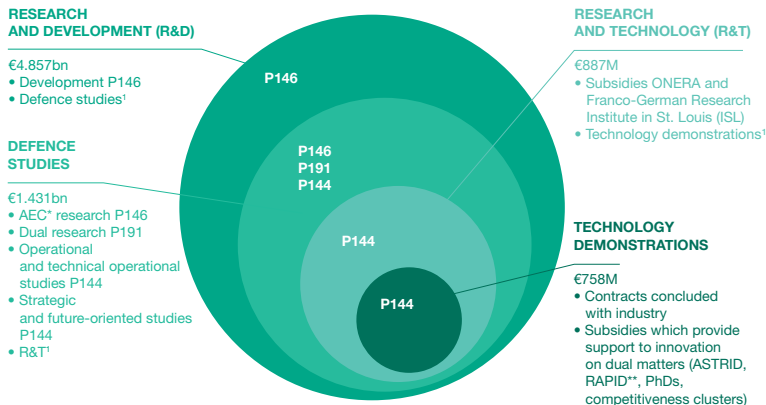 RESEARCH
AND DEVELOPMENT (R&D)
€4.857bn
• Development P146
• Defence studies¹
DEFENCE
STUDIES
€1.431bn
• AEC* research P146
• Dual research P191
• Operational
and technical operational
studies P144
• Strategic
and future-oriented studies
P144
• R&T¹
P146
P146
P191
P144
P144
P144
RESEARCH
AND TECHNOLOGY (R&T)
€887M
• Subsidies ONERA and
Franco-German Research
Institute in St. Louis (ISL)
• Technology demonstrations¹
TECHNOLOGY
DEMONSTRATIONS
€758M
• Contracts concluded
with industry
• Subsidies which provide
support to innovation
on dual matters (ASTRID,
RAPID**, PhDs,
competitiveness clusters)